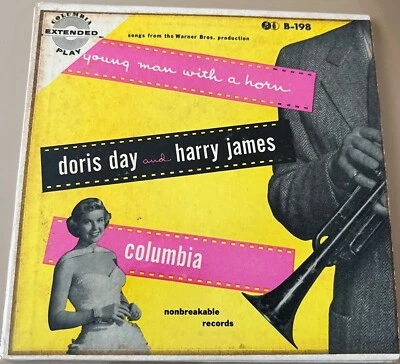 COLUMBIA
EXTENDED
PLAY
songs from the Warner Bros. production
B-198
young man with a horn
doris day and harry james
columbia
nonbreakable
records